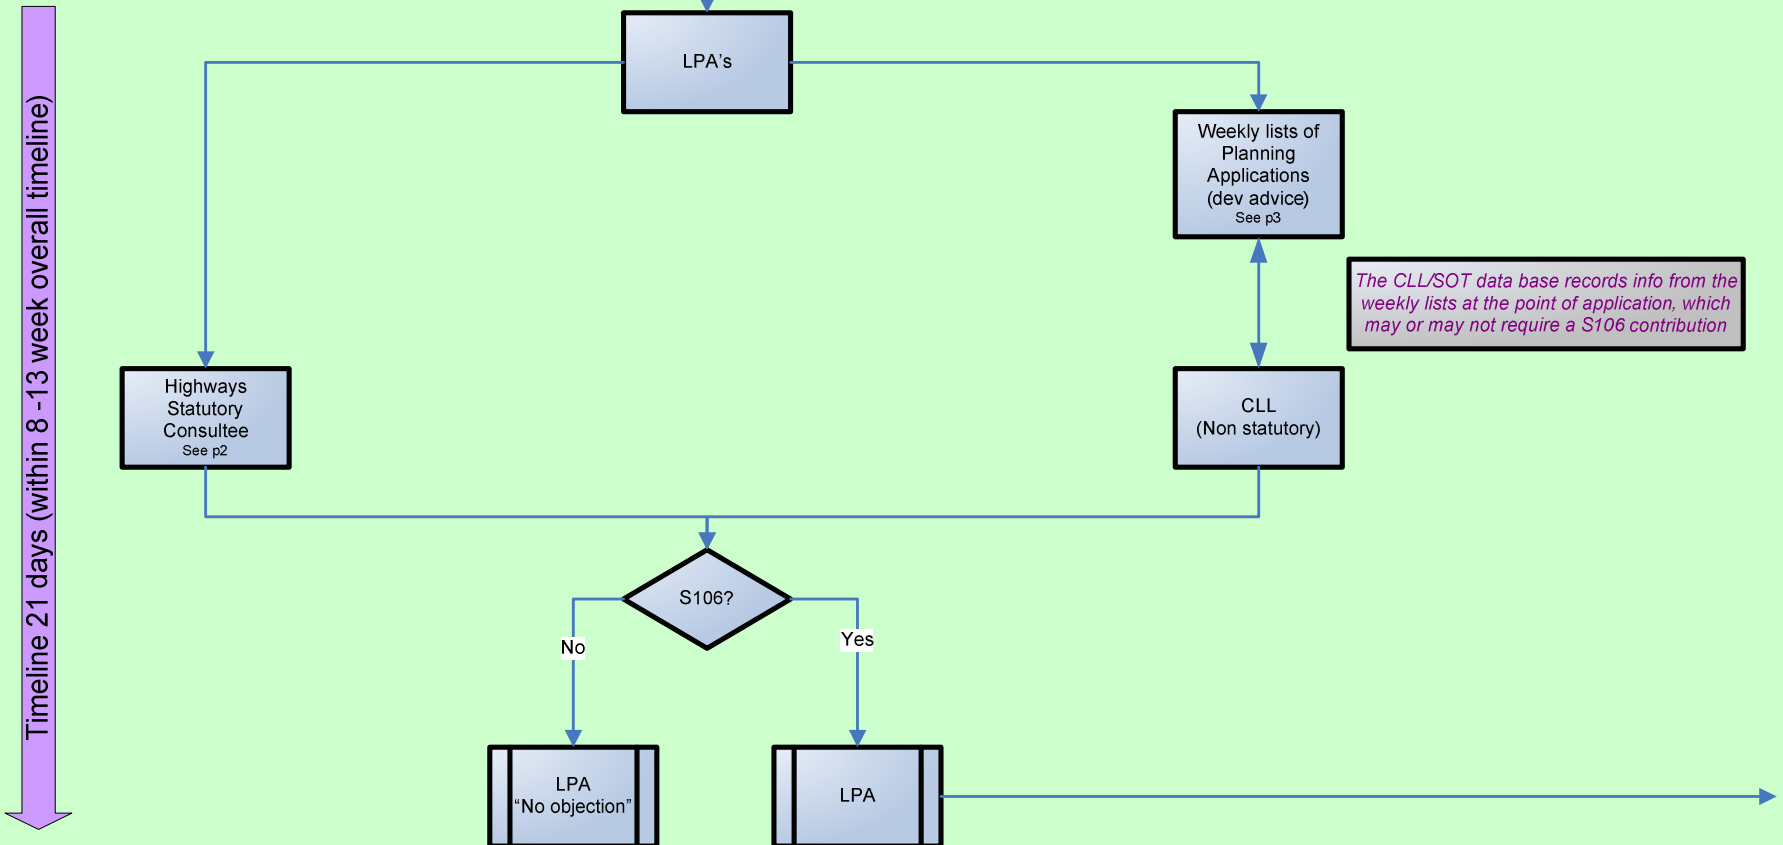 Timeline 21 days (within 8 -13 week overall timeline)
LPA's
Weekly lists of
Planning
Applications
(dev advice)
See p3
The CLL/SOT data base records info from the
weekly lists at the point of application, which
may or may not require a S106 contribution
Highways
Statutory
Consultee
See p2
CLL
(Non statutory)
S106?
No
Yes
LPA
“No objection”
LPA